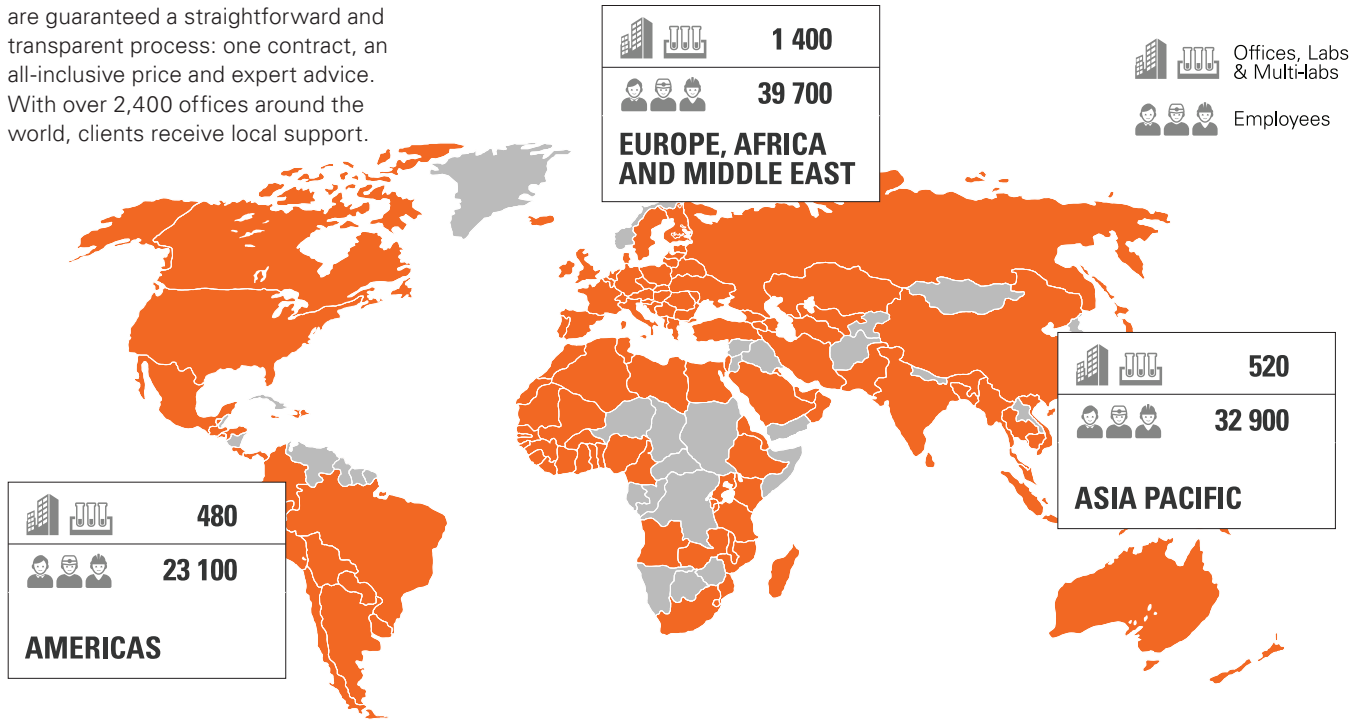 are guaranteed a straightforward and
transparent process: one contract, an
all-inclusive price and expert advice.
With over 2,400 offices around the
world, clients receive local support.
1 400
39 700
EUROPE, AFRICA
AND MIDDLE EAST
Offices, Labs
& Multi-labs
Employees
520
32 900
ASIA PACIFIC
480
23 100
AMERICAS